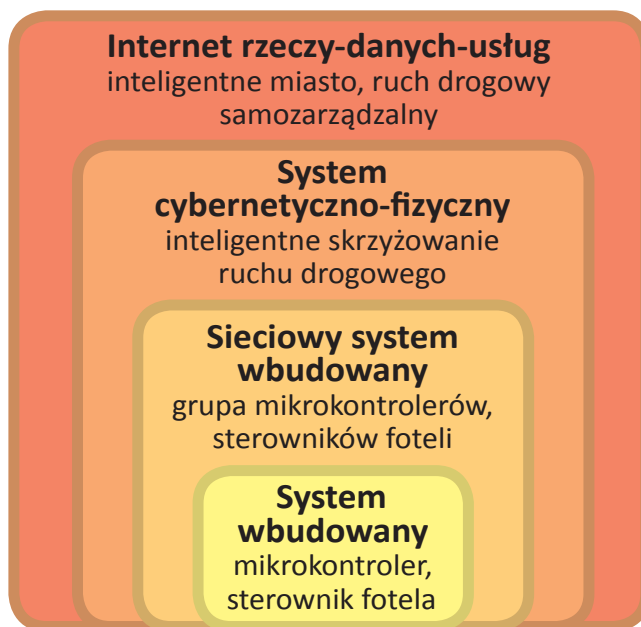 Internet rzeczy-danych-usług
inteligentne miasto, ruch drogowy
samozarządzalny
System
cybernetyczno-fizyczny
inteligentne skrzyżowanie
ruchu drogowego
Sieciowy system
wbudowany
grupa mikrokontrolerów,
sterowników foteli
System
wbudowany
mikrokontroler,
sterownik fotela